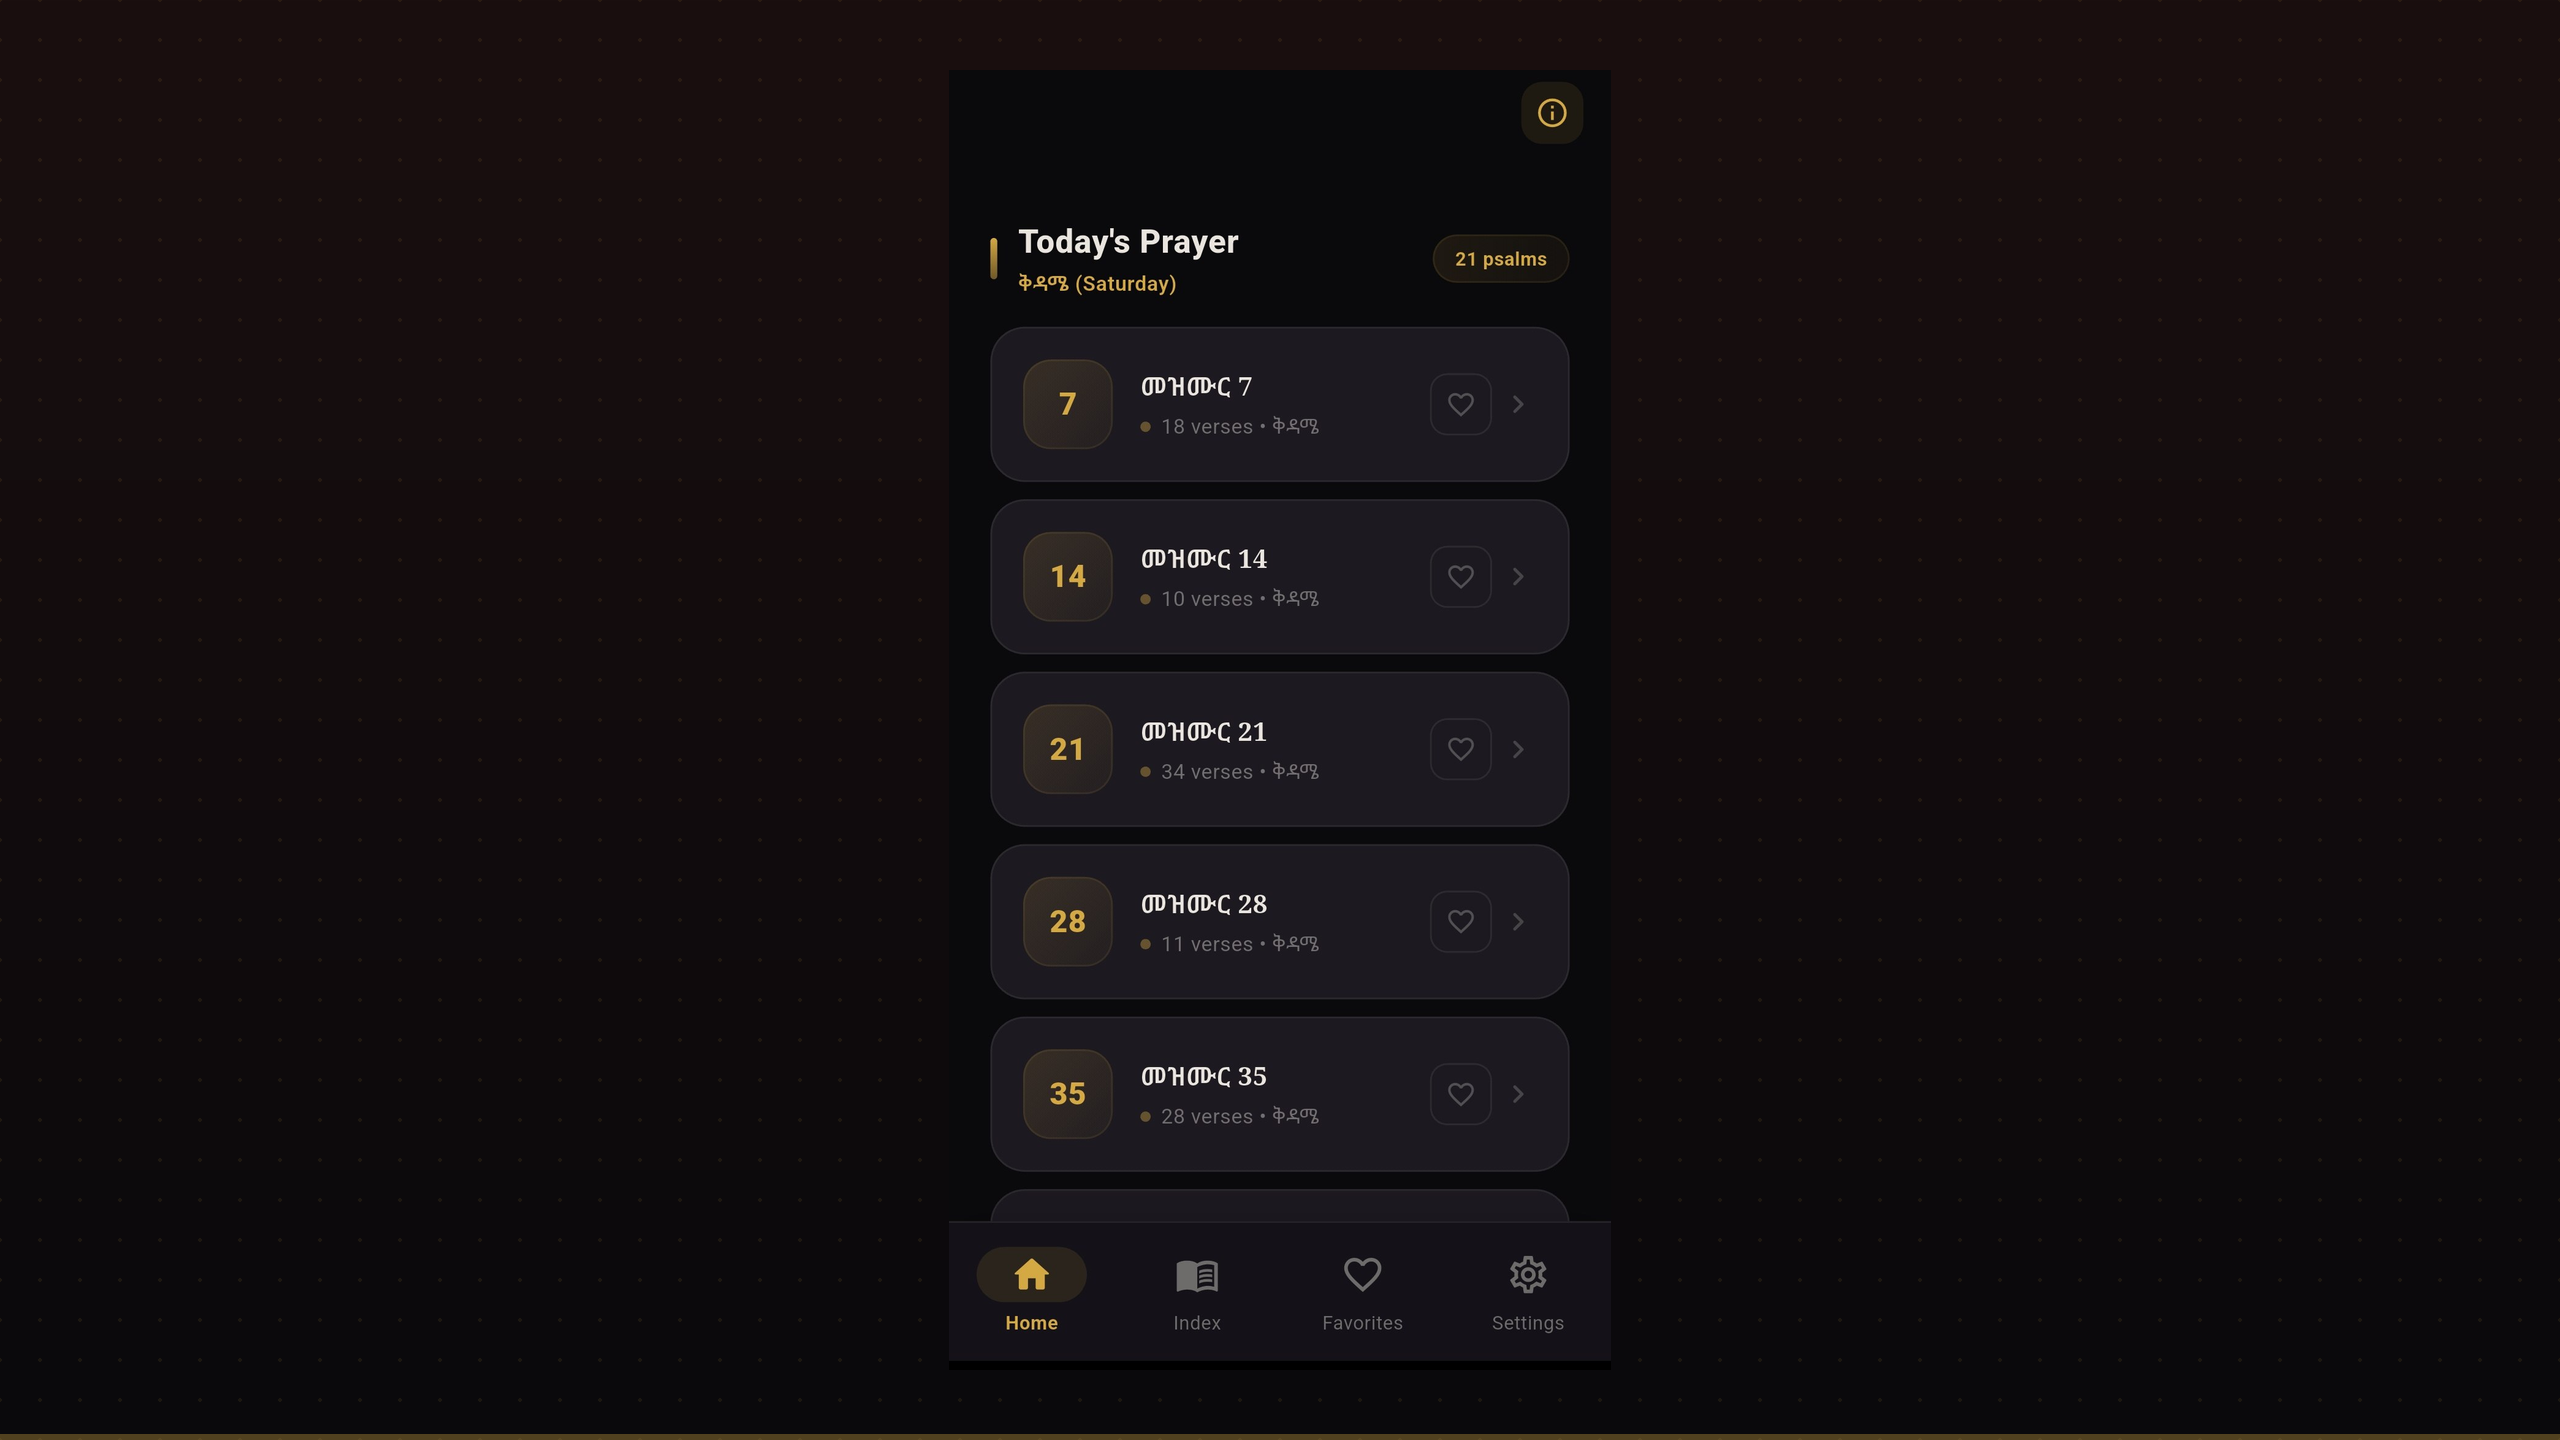 Today's Prayer
ቅዳሜ (Saturday)
21 psalms
7
መዝሙር 7
18 verses • ቅዳሜ
14
መዝሙር 14
10 verses • ቅዳሜ
21
መዝሙር 21
34 verses • ቅዳሜ
28
መዝሙር 28
11 verses • ቅዳሜ
35
መዝሙር 35
28 verses • ቅዳሜ
Home
Index
Favorites
Settings